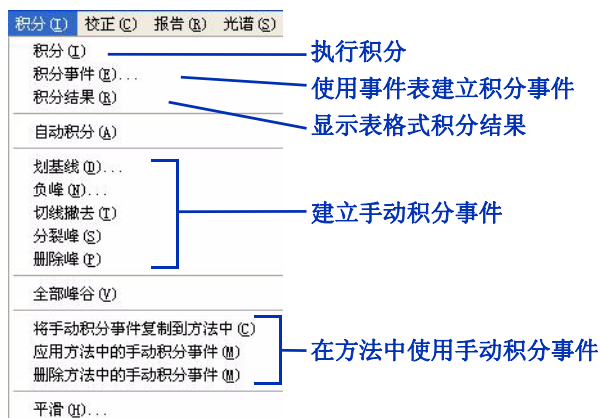 积分(I) 校正(C) 报告(R) 光谱(S)
积分(I)
执行积分
积分事件(E)...
使用事件表建立积分事件
积分结果(R)
显示表格式积分结果
自动积分(A)
划基线(D)...
负峰(N)...
切线撇去(T)
分裂峰(S)
删除峰(P)
建立手动积分事件
全部峰谷(V)
将手动积分事件复制到方法中(C)
应用方法中的手动积分事件(M)
删除方法中的手动积分事件(M)
在方法中使用手动积分事件
平滑(H)...